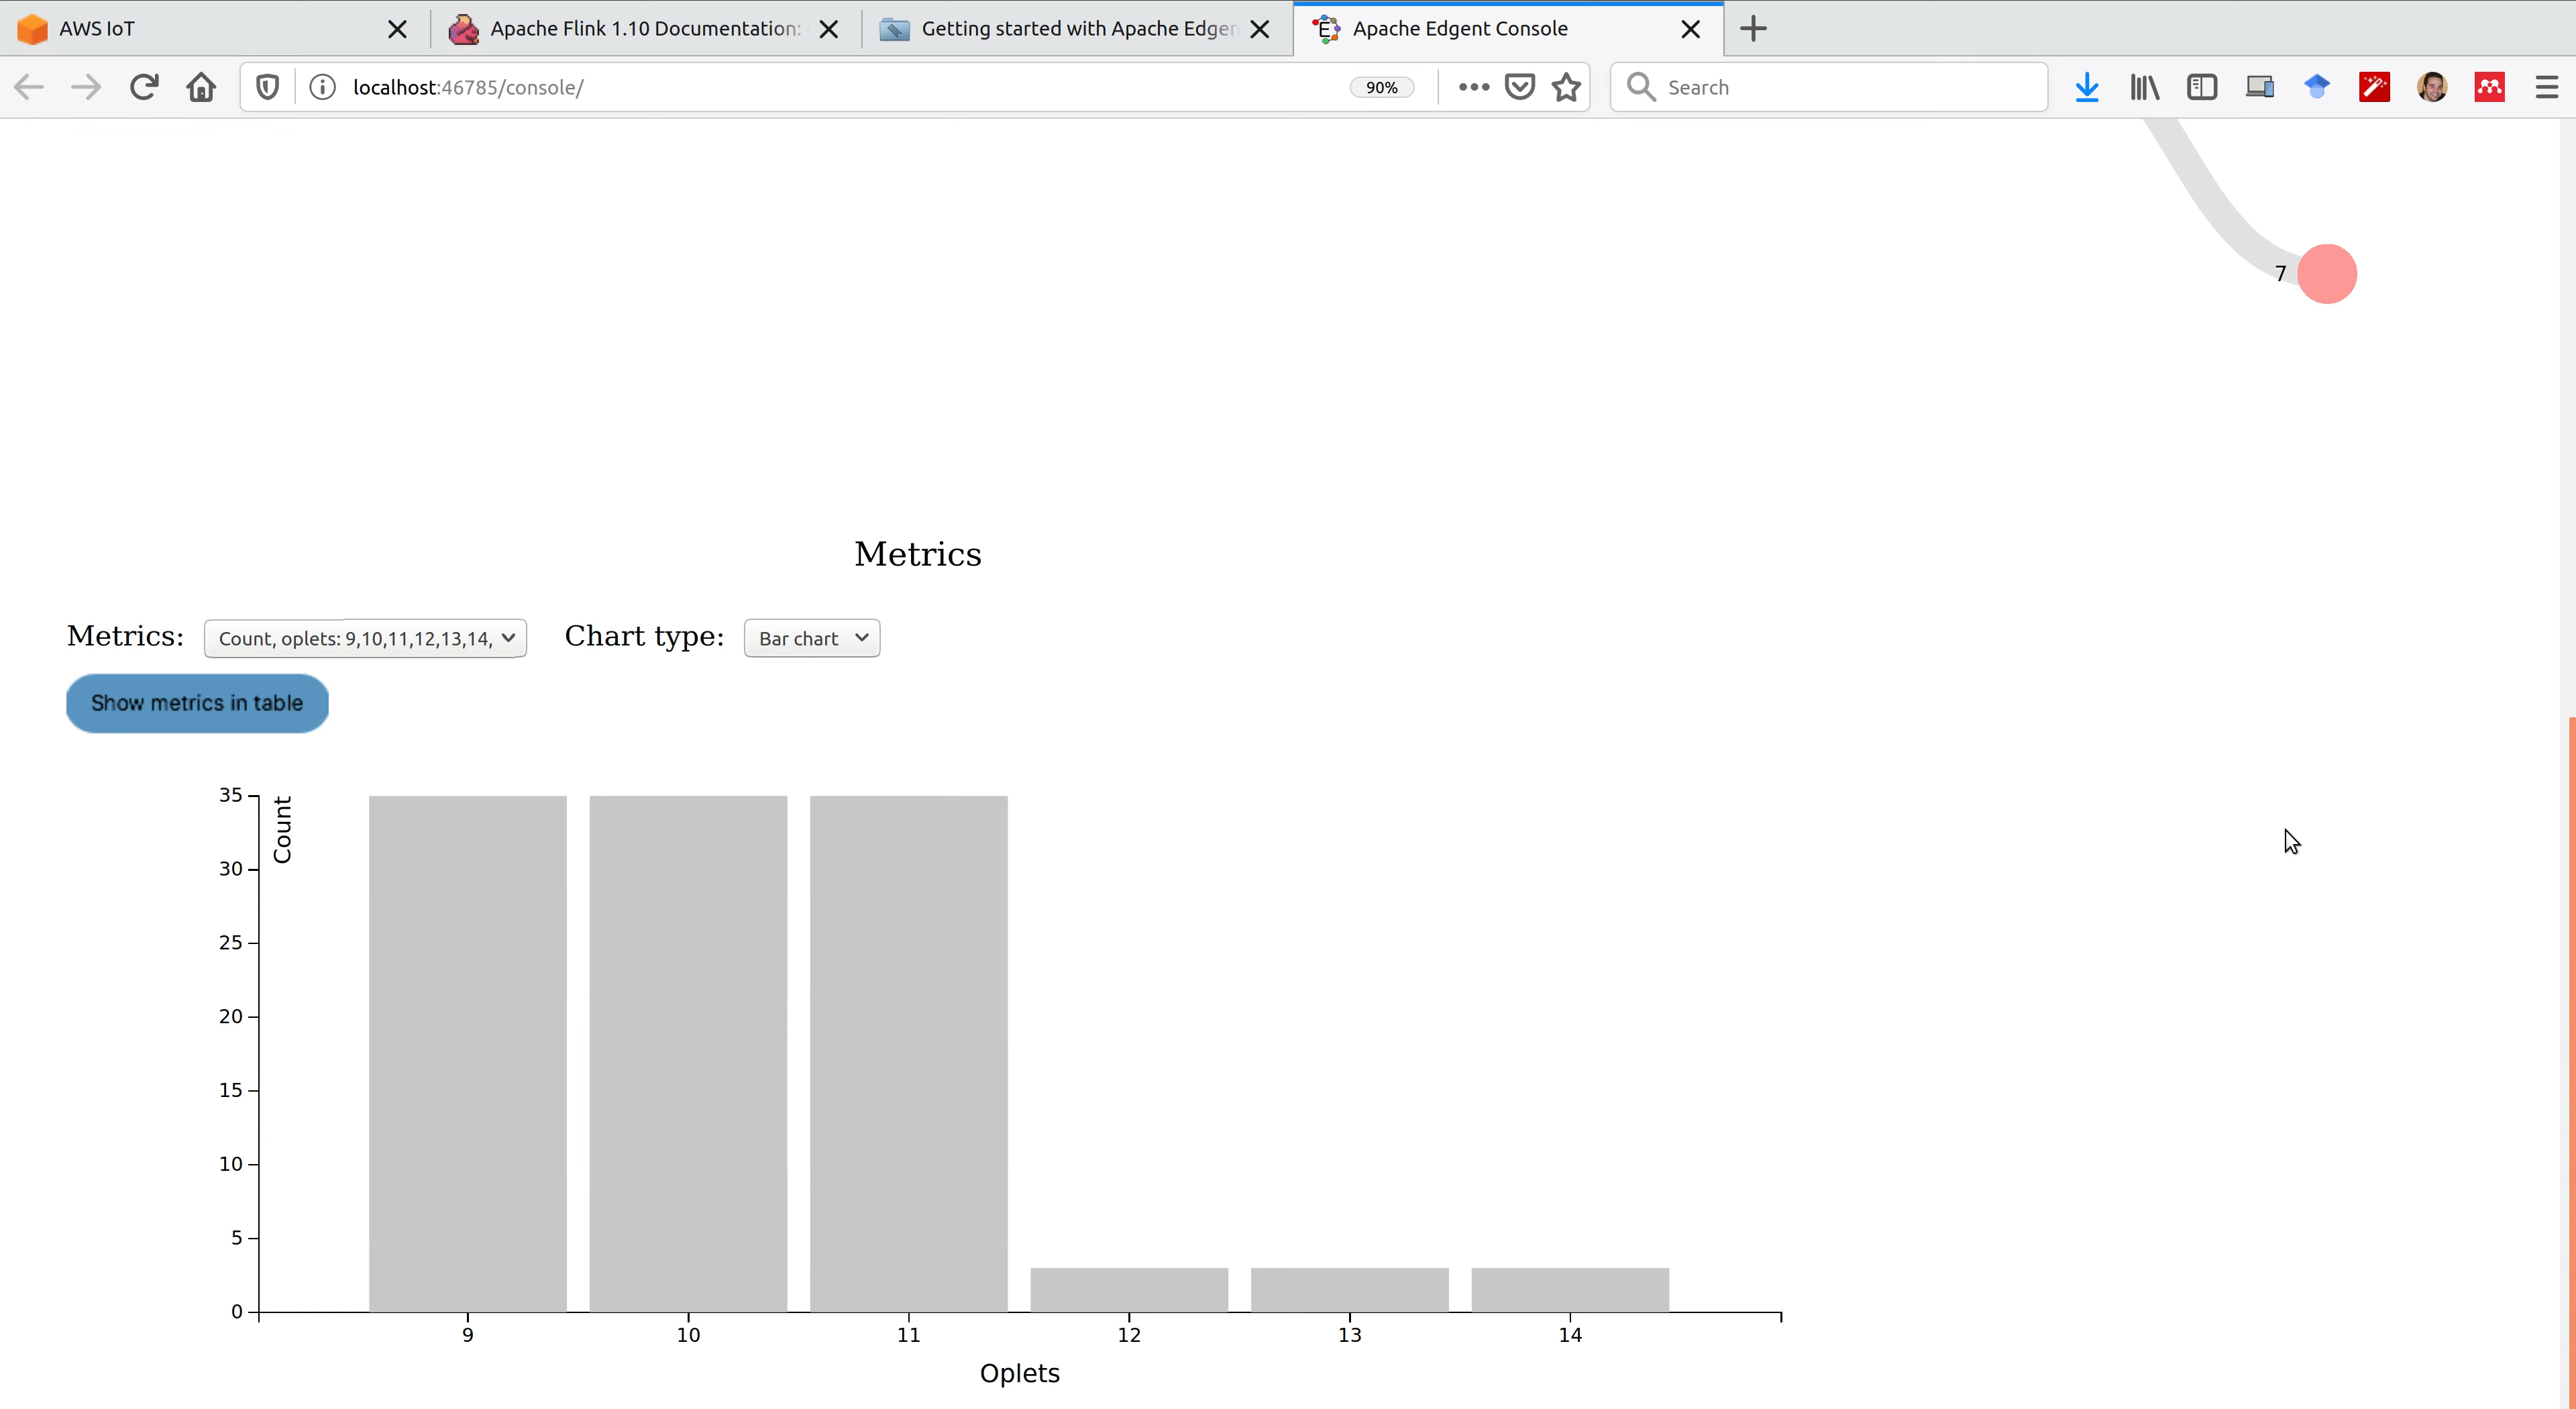 AWS IoT
Apache Flink 1.10 Documentation:
Getting started with Apache Edgen
Apache Edgent Console
localhost:46785/console/
90%
Search
7
Metrics
Metrics: Count, oplets: 9,10,11,12,13,14, Chart type: Bar chart
Show metrics in table
Count
35
30
25
20
15
10
5
0
9 10 11 12 13 14
Oplets